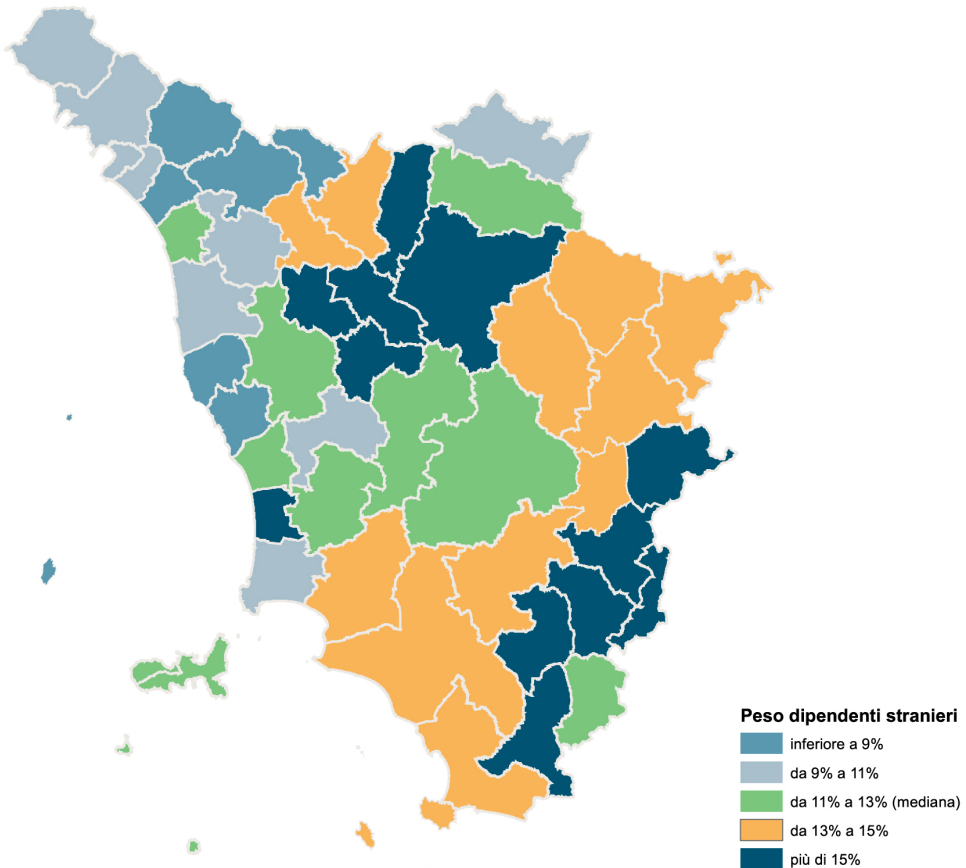 Peso dipendenti stranieri
inferiore a 9%
da 9% a 11%
da 11% a 13% (mediana)
da 13% a 15%
più di 15%